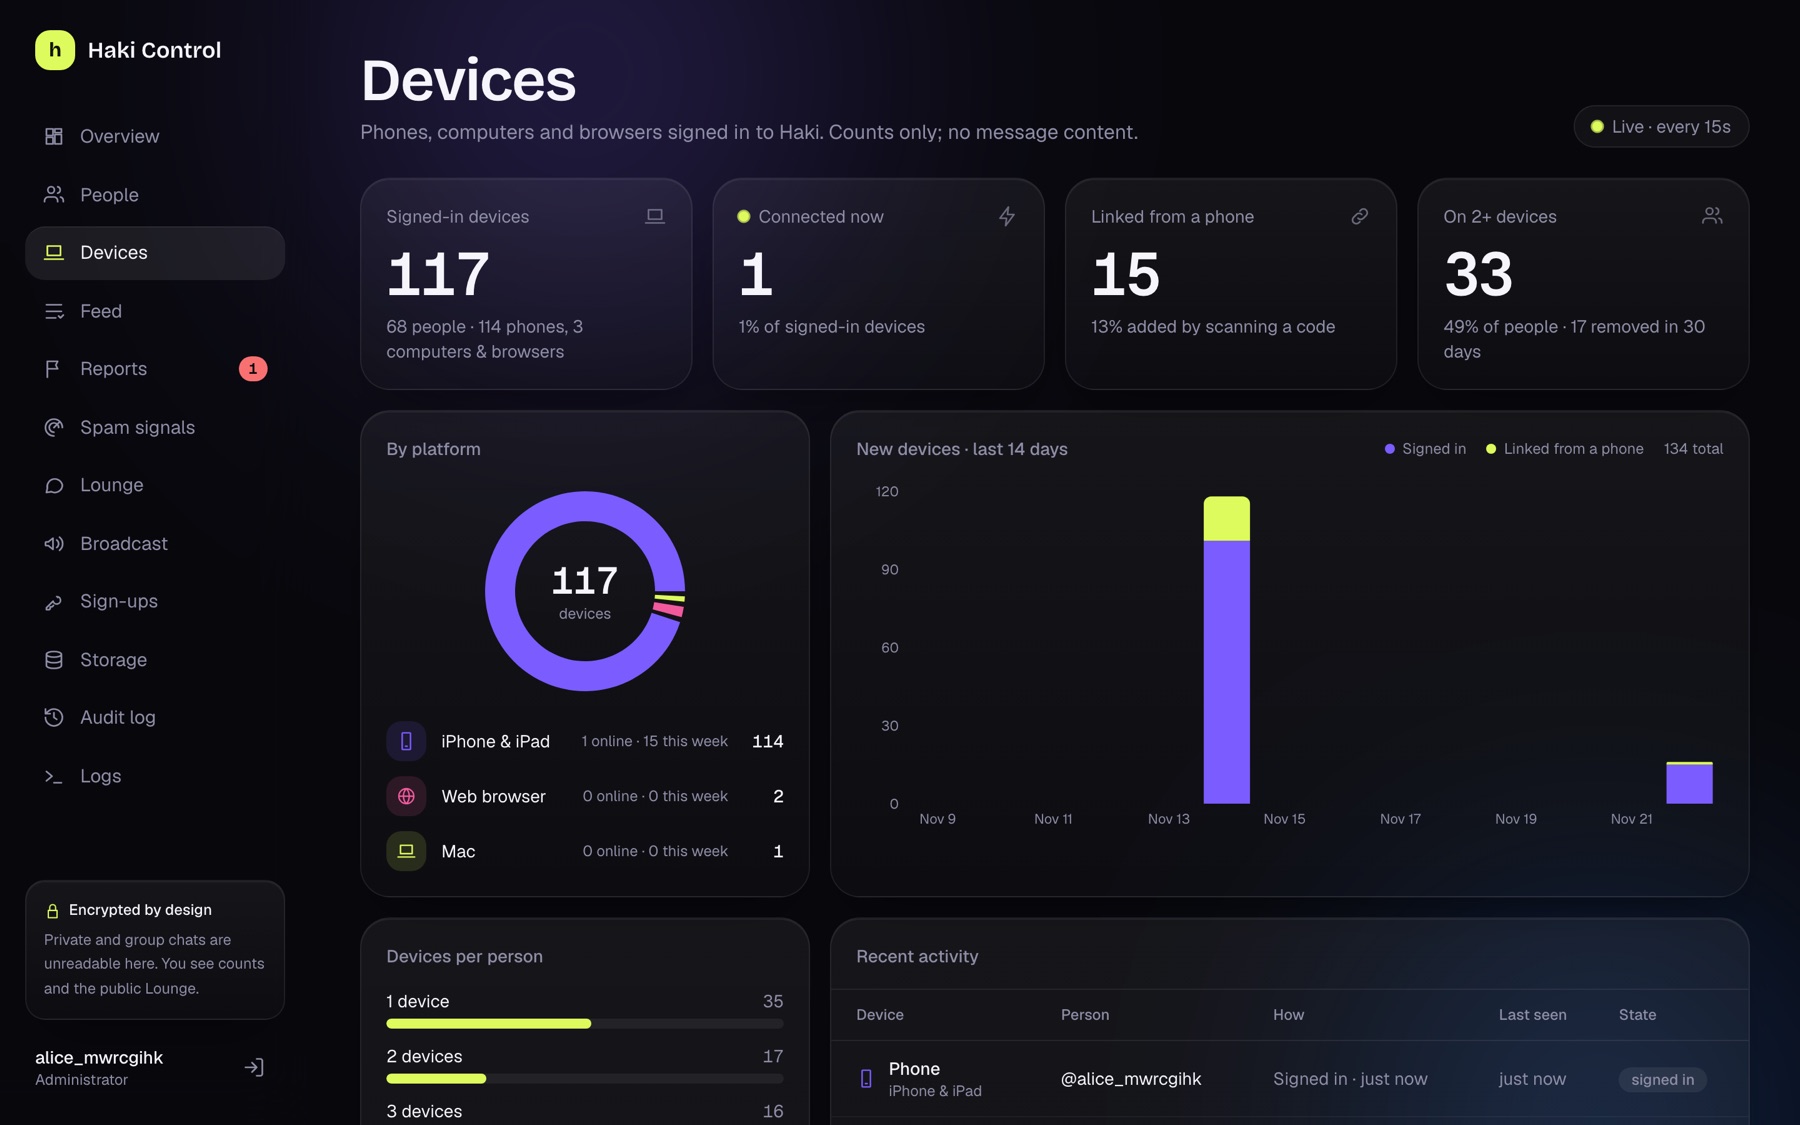 h Haki Control
Overview
People
Devices
Feed
Reports 1
Spam signals
Lounge
Broadcast
Sign-ups
Storage
Audit log
Logs
Encrypted by design
Private and group chats are
unreadable here. You see counts
and the public Lounge.
alice_mwrcgihk
Administrator
Devices
Phones, computers and browsers signed in to Haki. Counts only; no message content.
Live · every 15s
Signed-in devices
117
68 people · 114 phones, 3
computers & browsers
Connected now
1
1% of signed-in devices
Linked from a phone
15
13% added by scanning a code
On 2+ devices
33
49% of people · 17 removed in 30
days
By platform
117
devices
iPhone & iPad 1 online · 15 this week 114
Web browser 0 online · 0 this week 2
Mac 0 online · 0 this week 1
New devices · last 14 days
Signed in Linked from a phone 134 total
120
90
60
30
0
Nov 9 Nov 11 Nov 13 Nov 15 Nov 17 Nov 19 Nov 21
Devices per person
1 device 35
2 devices 17
3 devices 16
Recent activity
Device Person How Last seen State
Phone
iPhone & iPad
@alice_mwrcgihk Signed in · just now just now signed in